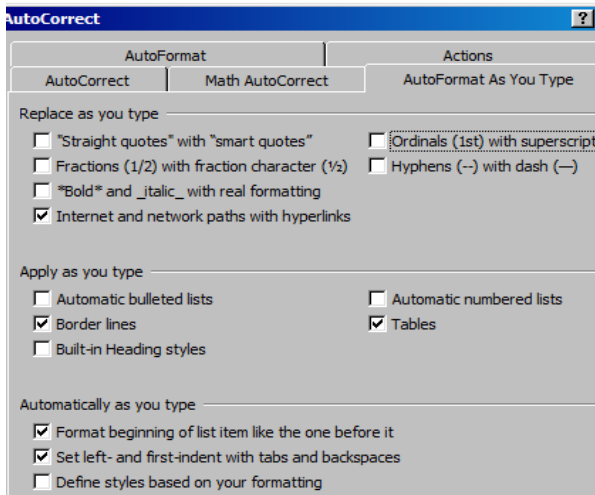 AutoCorrect ?
AutoFormat Actions
AutoCorrect Math AutoCorrect AutoFormat As You Type
Replace as you type
"Straight quotes" with “smart quotes” Ordinals (1st) with superscript
Fractions (1/2) with fraction character (½) Hyphens (--) with dash (—)
*Bold* and _italic_ with real formatting
Internet and network paths with hyperlinks
Apply as you type
Automatic bulleted lists Automatic numbered lists
Border lines Tables
Built-in Heading styles
Automatically as you type
Format beginning of list item like the one before it
Set left- and first-indent with tabs and backspaces
Define styles based on your formatting